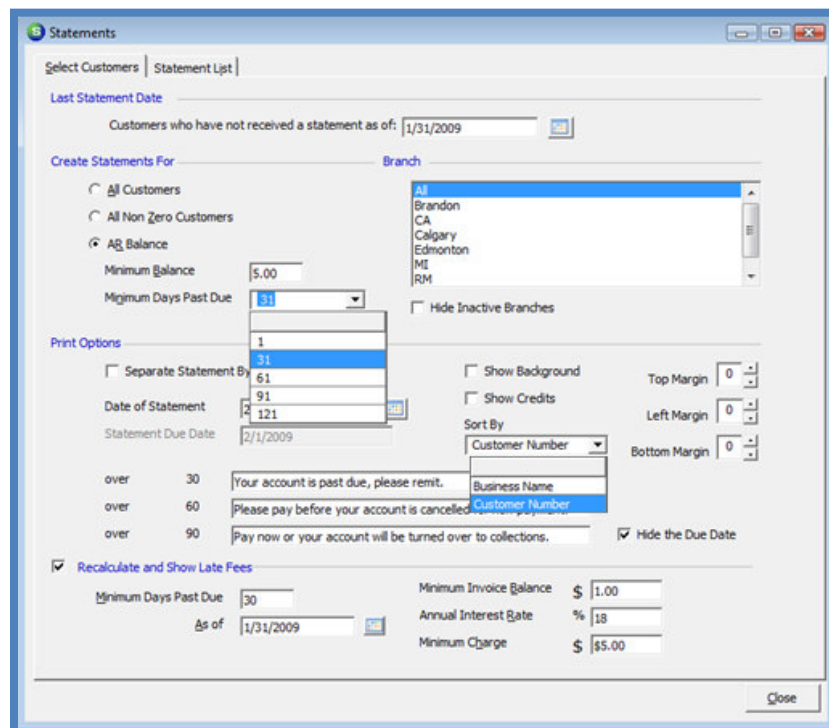 Statements
Select Customers
Statement List
Last Statement Date
Customers who have not received a statement as of: 1/31/2009
Create Statements For
Branch
All Customers
All Non Zero Customers
AR Balance
Minimum Balance 5.00
Minimum Days Past Due 31
1
31
61
91
121
All
Brandon
CA
Calgary
Edmonton
MI
RM
Hide Inactive Branches
Print Options
Separate Statement By
Date of Statement 2
Statement Due Date 2/1/2009
Show Background
Show Credits
Sort By
Customer Number
Business Name
Customer Number
Top Margin 0
Left Margin 0
Bottom Margin 0
over 30 Your account is past due, please remit.
over 60 Please pay before your account is cancelled
over 90 Pay now or your account will be turned over to collections.
Hide the Due Date
Recalculate and Show Late Fees
Minimum Days Past Due 30
As of 1/31/2009
Minimum Invoice Balance $ 1.00
Annual Interest Rate % 18
Minimum Charge $ $5.00
Close